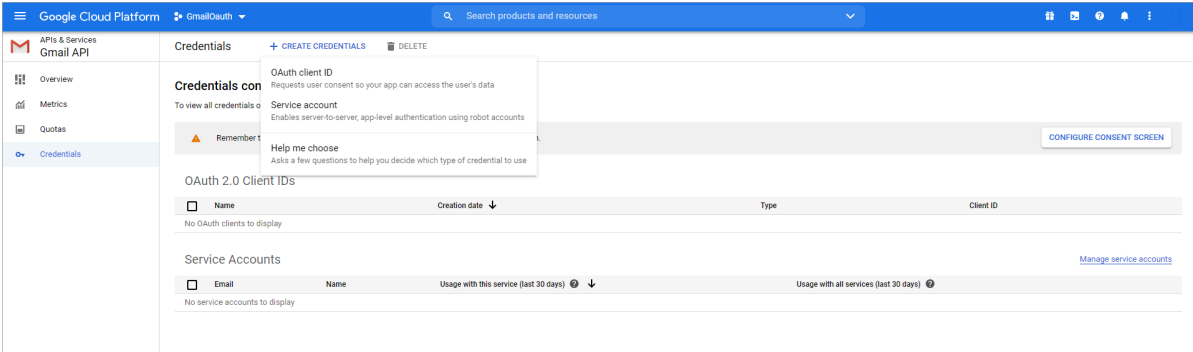 Google Cloud Platform GmailOauth Search products and resources
APIs & Services
Gmail API
Credentials + CREATE CREDENTIALS DELETE
Overview
Metrics
Quotas
Credentials
OAuth client ID
Requests user consent so your app can access the user's data
Service account
Enables server-to-server, app-level authentication using robot accounts
Help me choose
Asks a few questions to help you decide which type of credential to use
Credentials com
To view all credentials o
Remember t n.
CONFIGURE CONSENT SCREEN
OAuth 2.0 Client IDs
Name Creation date Type Client ID
No OAuth clients to display
Service Accounts Manage service accounts
Email Name Usage with this service (last 30 days) Usage with all services (last 30 days)
No service accounts to display